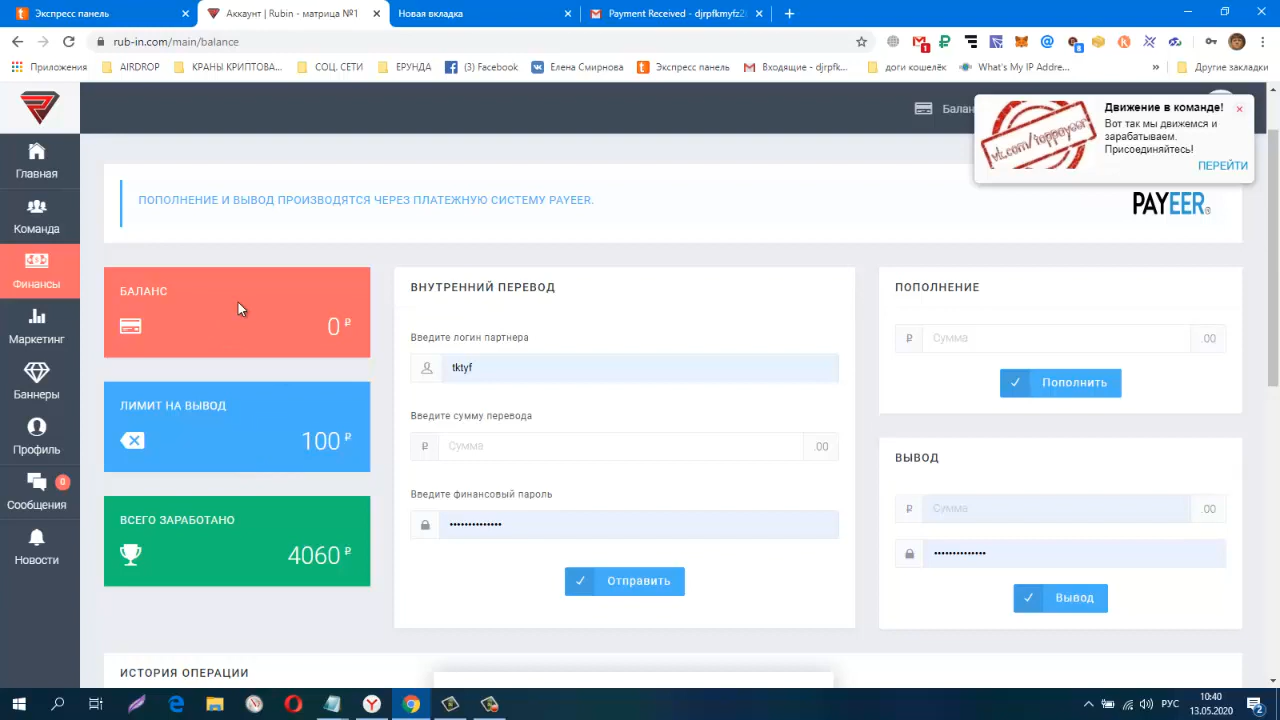 Экспресс панель
Аккаунт | Rubin - матрица №1
Новая вкладка
Payment Received - djrpfkmyfz2
rub-in.com/main/balance
Приложения
AIRDROP
КРАНЫ КРИПТОВА...
СОЦ. СЕТИ
ЕРУНДА
(3) Facebook
Елена Смирнова
Экспресс панель
Входящие - djrpfk...
доги кошелёк
What's My IP Addre...
»
Другие закладки
Главная
Команда
Финансы
Маркетинг
Баннеры
Профиль
Сообщения
0
Новости
Балан
vk.com/toppayeer
Движение в команде!
Вот так мы движемся и
зарабатываем.
Присоединяйтесь!
ПЕРЕЙТИ
ПОПОЛНЕНИЕ И ВЫВОД ПРОИЗВОДЯТСЯ ЧЕРЕЗ ПЛАТЕЖНУЮ СИСТЕМУ PAYEER.
PAYEER®
БАЛАНС
0 ₽
ЛИМИТ НА ВЫВОД
100 ₽
ВСЕГО ЗАРАБОТАНО
4060 ₽
ВНУТРЕННИЙ ПЕРЕВОД
Введите логин партнера
tktyf
Введите сумму перевода
₽ Сумма .00
Введите финансовый пароль
••••••••••••••
Отправить
ПОПОЛНЕНИЕ
₽ Сумма .00
Пополнить
ВЫВОД
₽ Сумма .00
••••••••••••••
Вывод
ИСТОРИЯ ОПЕРАЦИИ
РУС
10:40
13.05.2020